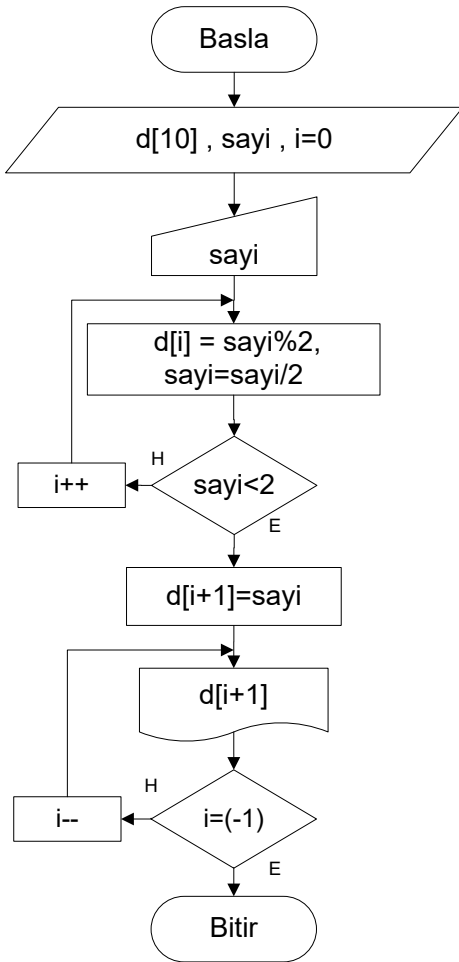 Basla
d[10] , sayi , i=0
sayi
d[i] = sayi%2,
sayi=sayi/2
H
i++
sayi<2
E
d[i+1]=sayi
d[i+1]
H
i--
i=(-1)
E
Bitir